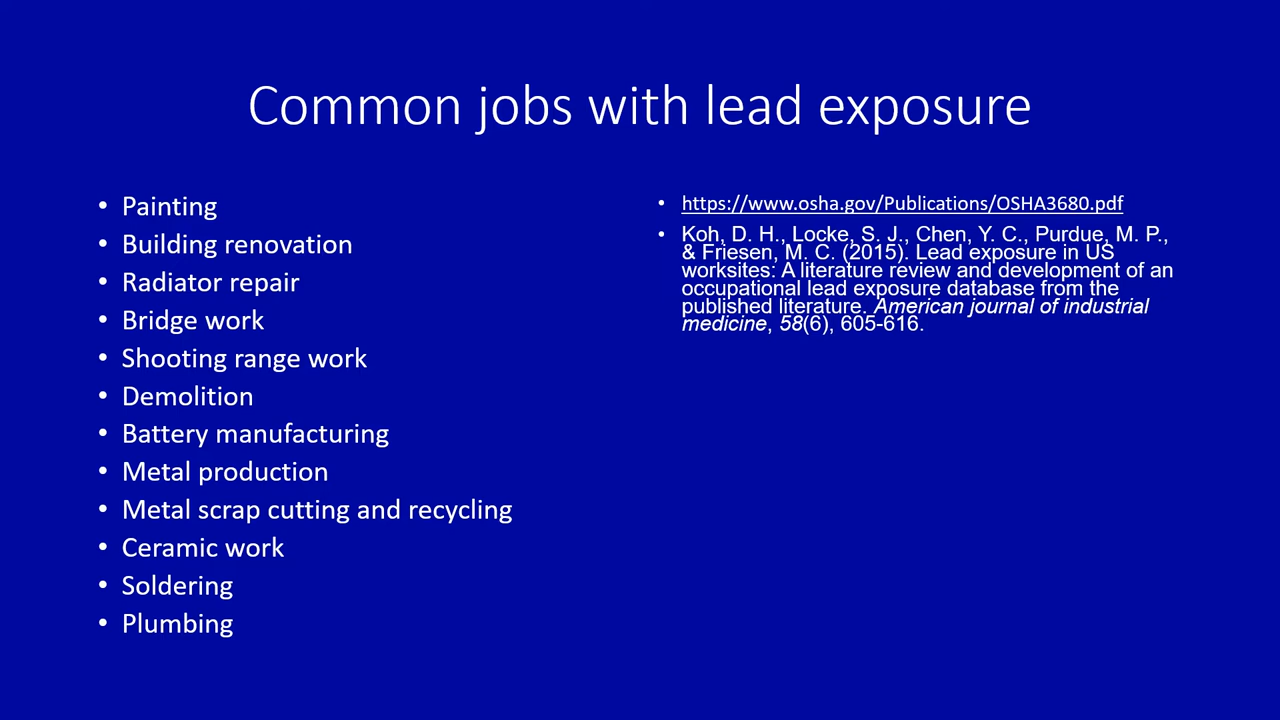 Common jobs with lead exposure
• Painting
• Building renovation
• Radiator repair
• Bridge work
• Shooting range work
• Demolition
• Battery manufacturing
• Metal production
• Metal scrap cutting and recycling
• Ceramic work
• Soldering
• Plumbing
• https://www.osha.gov/Publications/OSHA3680.pdf
• Koh, D. H., Locke, S. J., Chen, Y. C., Purdue, M. P.,
& Friesen, M. C. (2015). Lead exposure in US
worksites: A literature review and development of an
occupational lead exposure database from the
published literature. American journal of industrial
medicine, 58(6), 605-616.